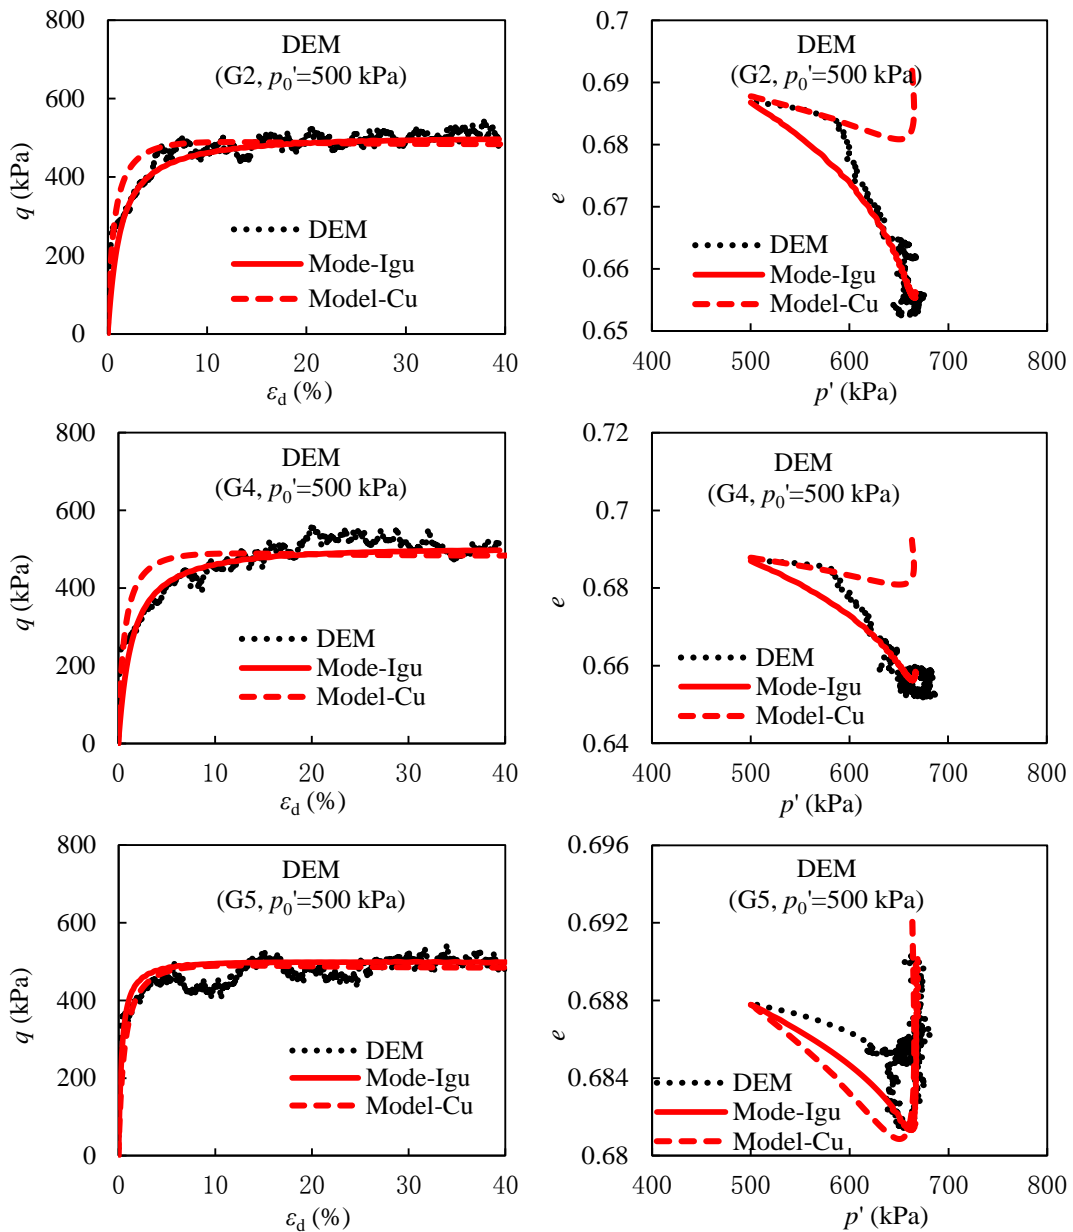 800
600
400
200
0
q (kPa)
DEM
(G2, p0'=500 kPa)
DEM
Mode-Igu
Model-Cu
0 10 20 30 40
εd (%)
0.7
0.69
0.68
0.67
0.66
0.65
e
DEM
(G2, p0'=500 kPa)
DEM
Mode-Igu
Model-Cu
400 500 600 700 800
p' (kPa)
800
600
400
200
0
q (kPa)
DEM
(G4, p0'=500 kPa)
DEM
Mode-Igu
Model-Cu
0 10 20 30 40
εd (%)
0.72
0.7
0.68
0.66
0.64
e
DEM
(G4, p0'=500 kPa)
DEM
Mode-Igu
Model-Cu
400 500 600 700 800
p' (kPa)
800
600
400
200
0
q (kPa)
DEM
(G5, p0'=500 kPa)
DEM
Mode-Igu
Model-Cu
0 10 20 30 40
εd (%)
0.696
0.692
0.688
0.684
0.68
e
DEM
(G5, p0'=500 kPa)
DEM
Mode-Igu
Model-Cu
400 500 600 700 800
p' (kPa)